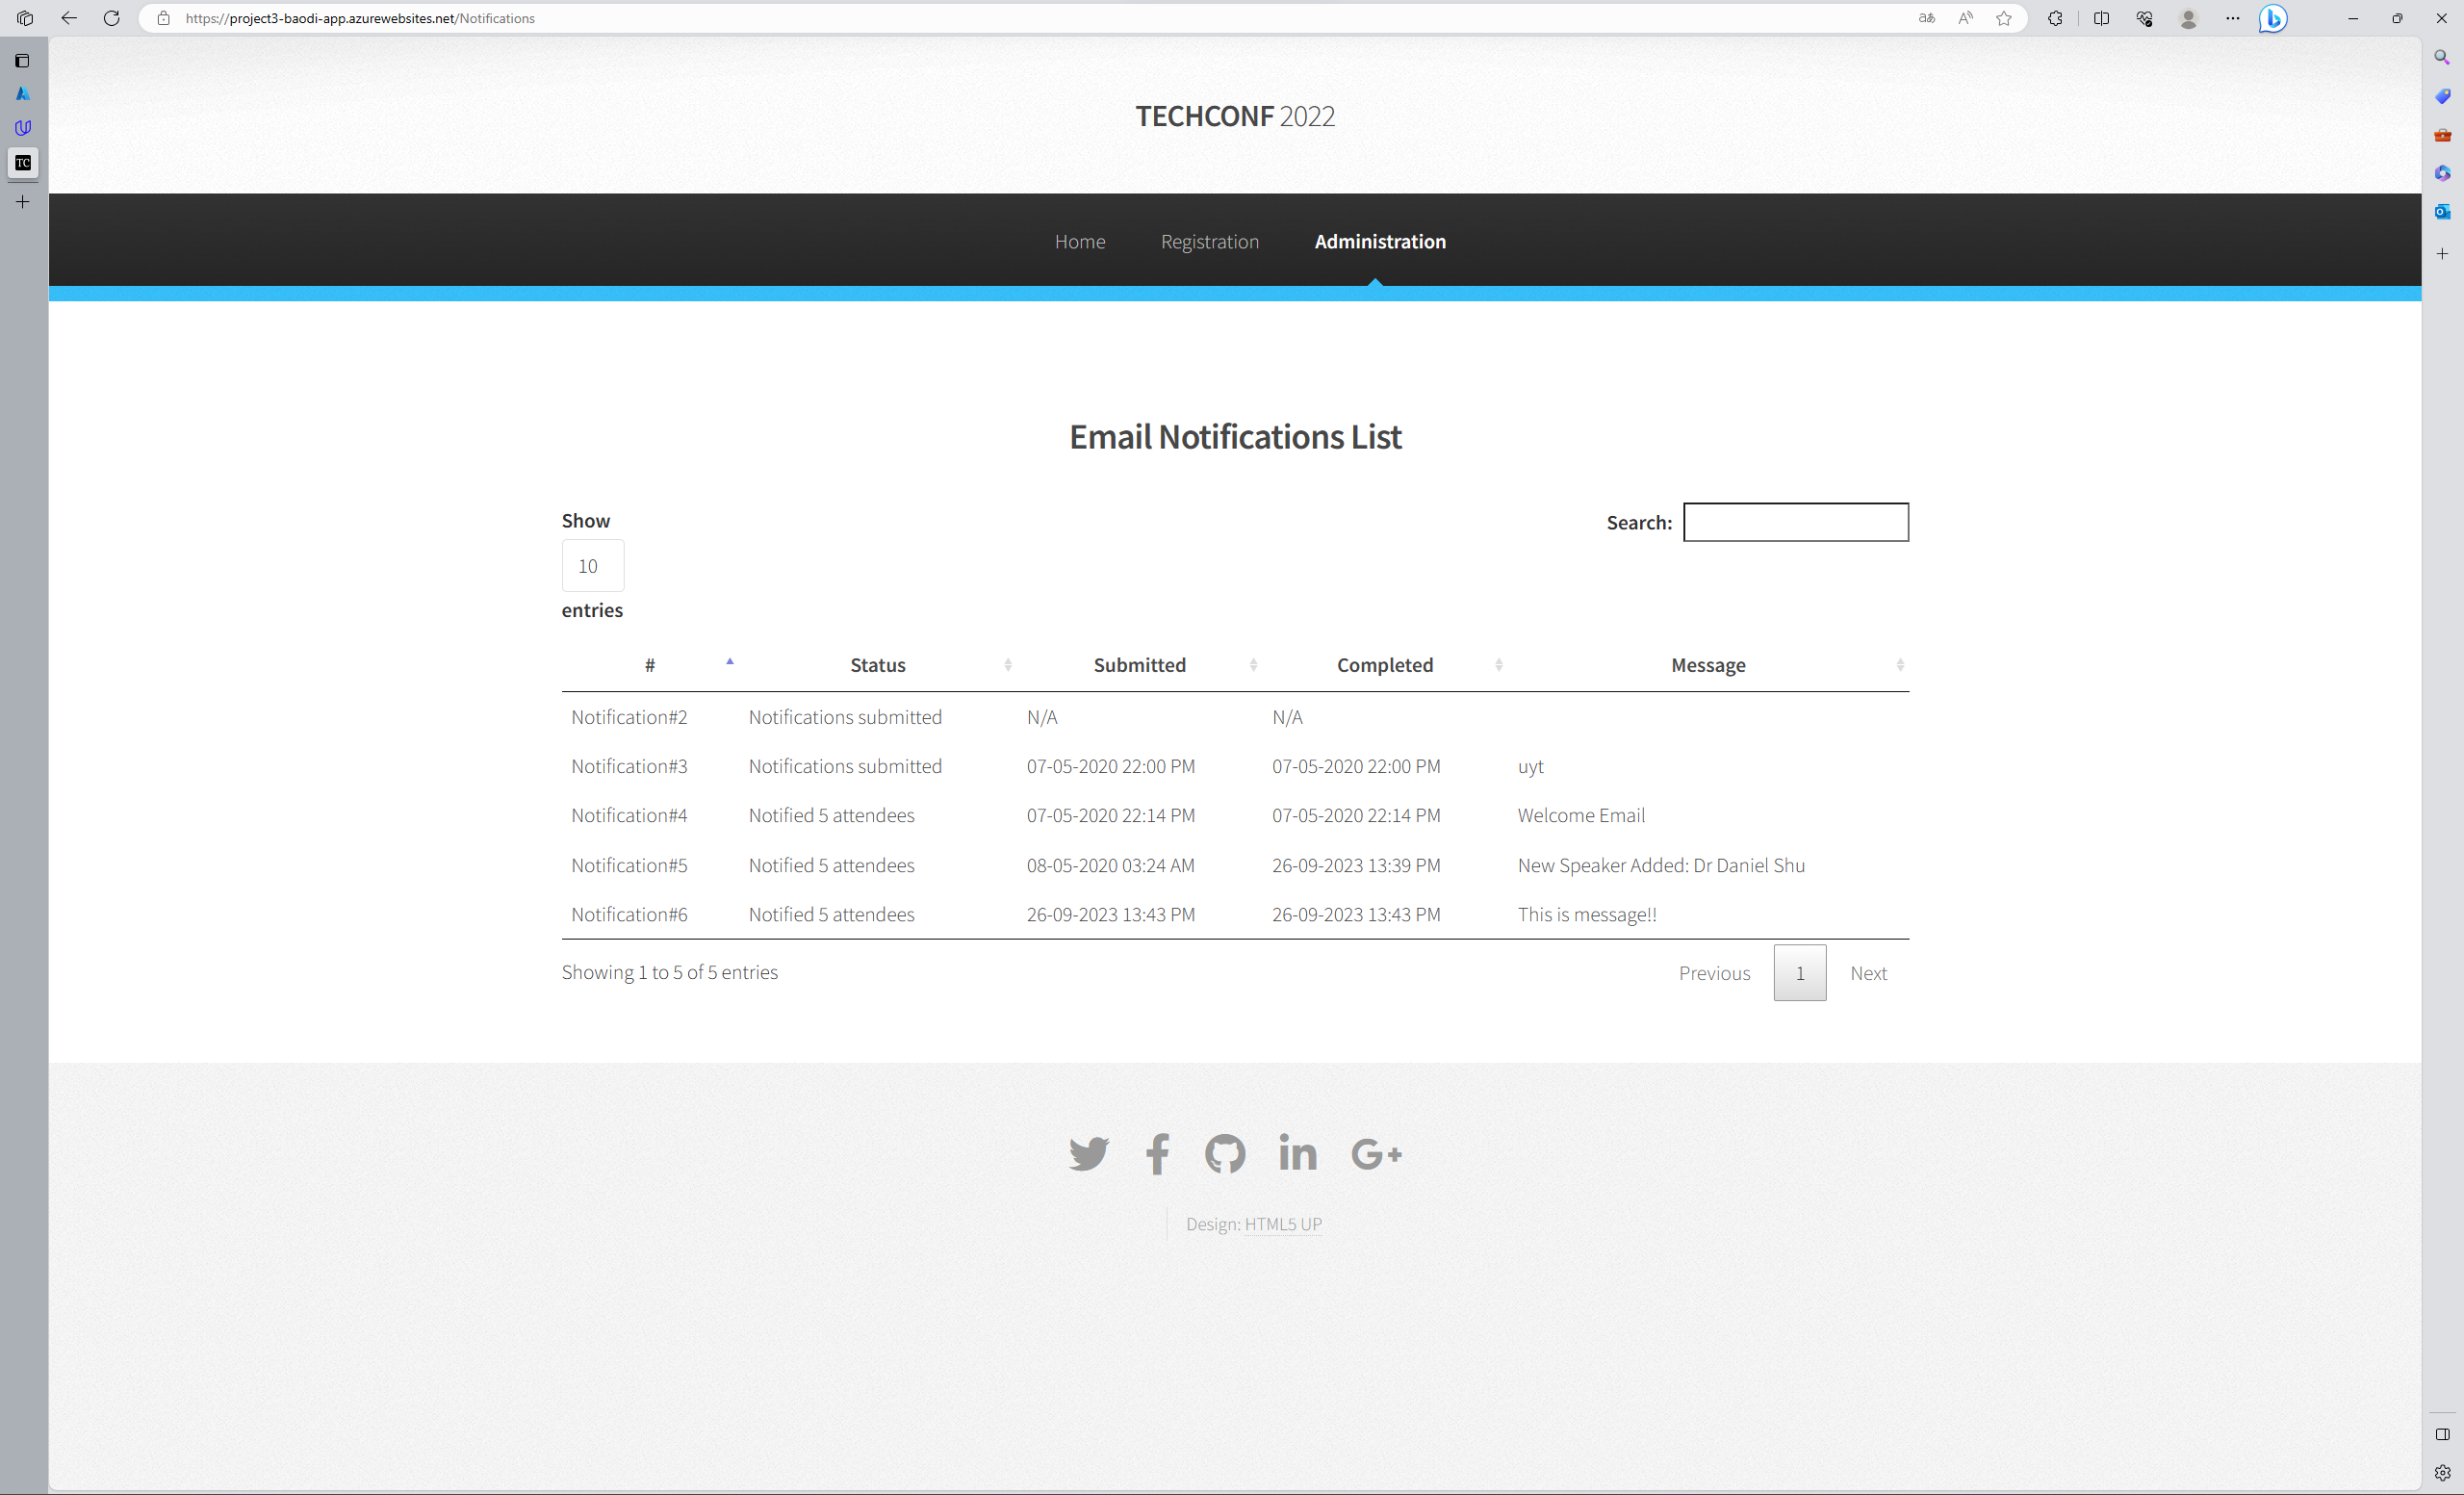 https://project3-baodi-app.azurewebsites.net/Notifications
TC
TECHCONF 2022
Home Registration Administration
Email Notifications List
Show
10
entries
Search:
# Status Submitted Completed Message
Notification#2 Notifications submitted N/A N/A
Notification#3 Notifications submitted 07-05-2020 22:00 PM 07-05-2020 22:00 PM uyt
Notification#4 Notified 5 attendees 07-05-2020 22:14 PM 07-05-2020 22:14 PM Welcome Email
Notification#5 Notified 5 attendees 08-05-2020 03:24 AM 26-09-2023 13:39 PM New Speaker Added: Dr Daniel Shu
Notification#6 Notified 5 attendees 26-09-2023 13:43 PM 26-09-2023 13:43 PM This is message!!
Showing 1 to 5 of 5 entries
Previous 1 Next
Design: HTML5 UP